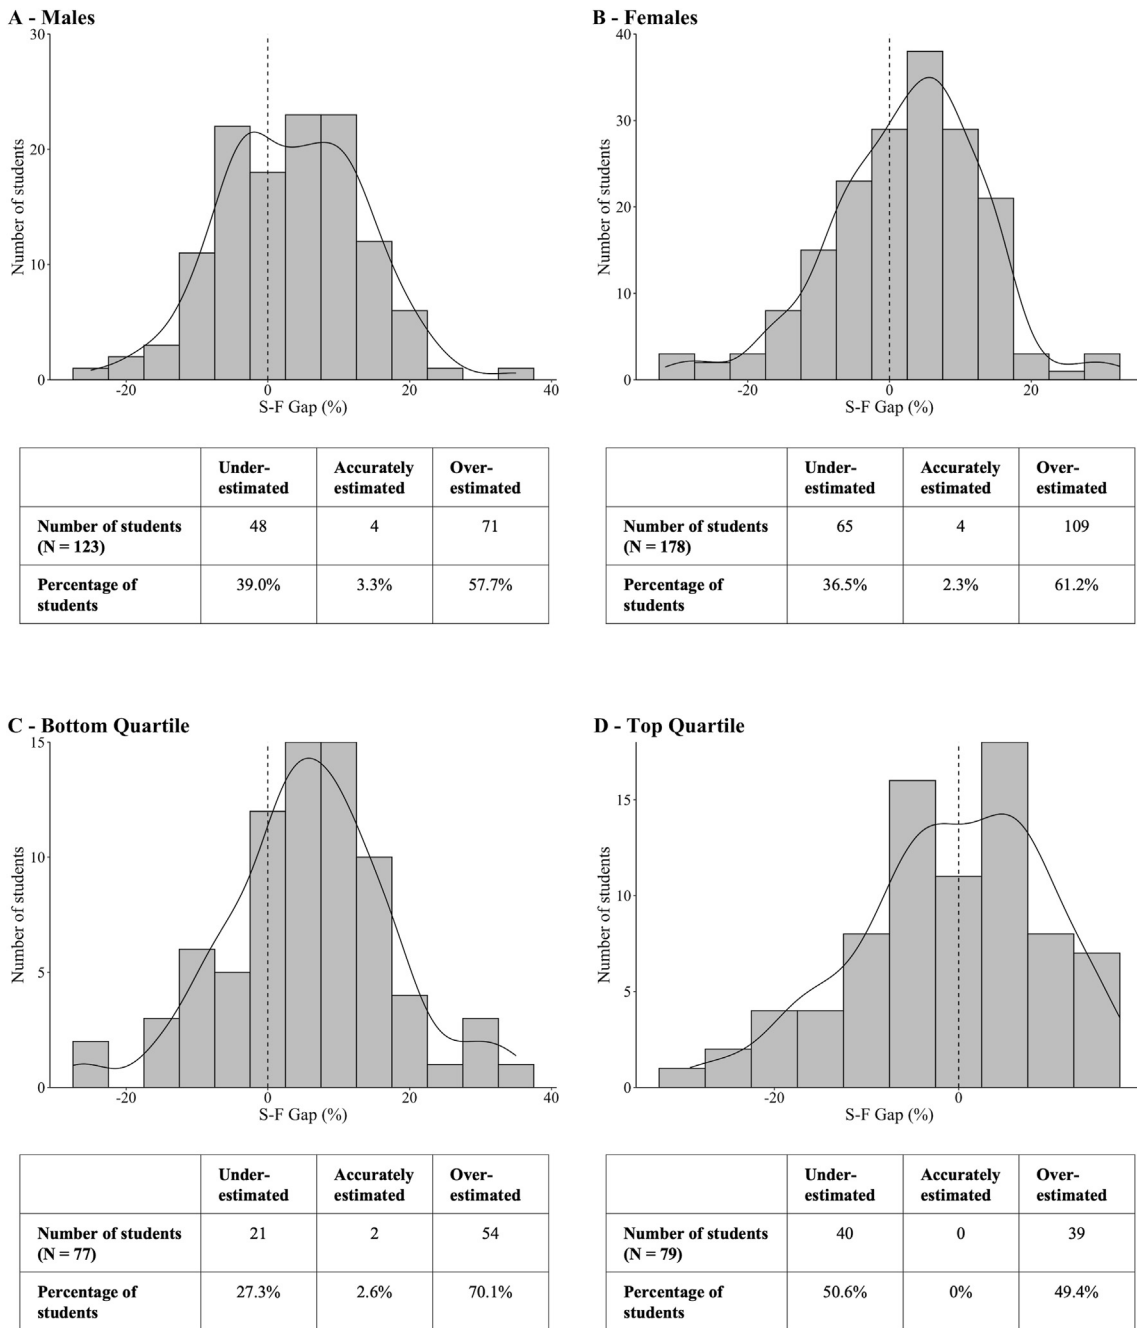 A - Males
30
20
10
0
Number of students
-20 0 20 40
S-F Gap (%)
Under-estimated Accurately estimated Over-estimated
Number of students (N = 123) 48 4 71
Percentage of students 39.0% 3.3% 57.7%
B - Females
40
30
20
10
0
Number of students
-20 0 20
S-F Gap (%)
Under-estimated Accurately estimated Over-estimated
Number of students (N = 178) 65 4 109
Percentage of students 36.5% 2.3% 61.2%
C - Bottom Quartile
15
10
5
0
Number of students
-20 0 20 40
S-F Gap (%)
Under-estimated Accurately estimated Over-estimated
Number of students (N = 77) 21 2 54
Percentage of students 27.3% 2.6% 70.1%
D - Top Quartile
15
10
5
0
Number of students
-20 0
S-F Gap (%)
Under-estimated Accurately estimated Over-estimated
Number of students (N = 79) 40 0 39
Percentage of students 50.6% 0% 49.4%